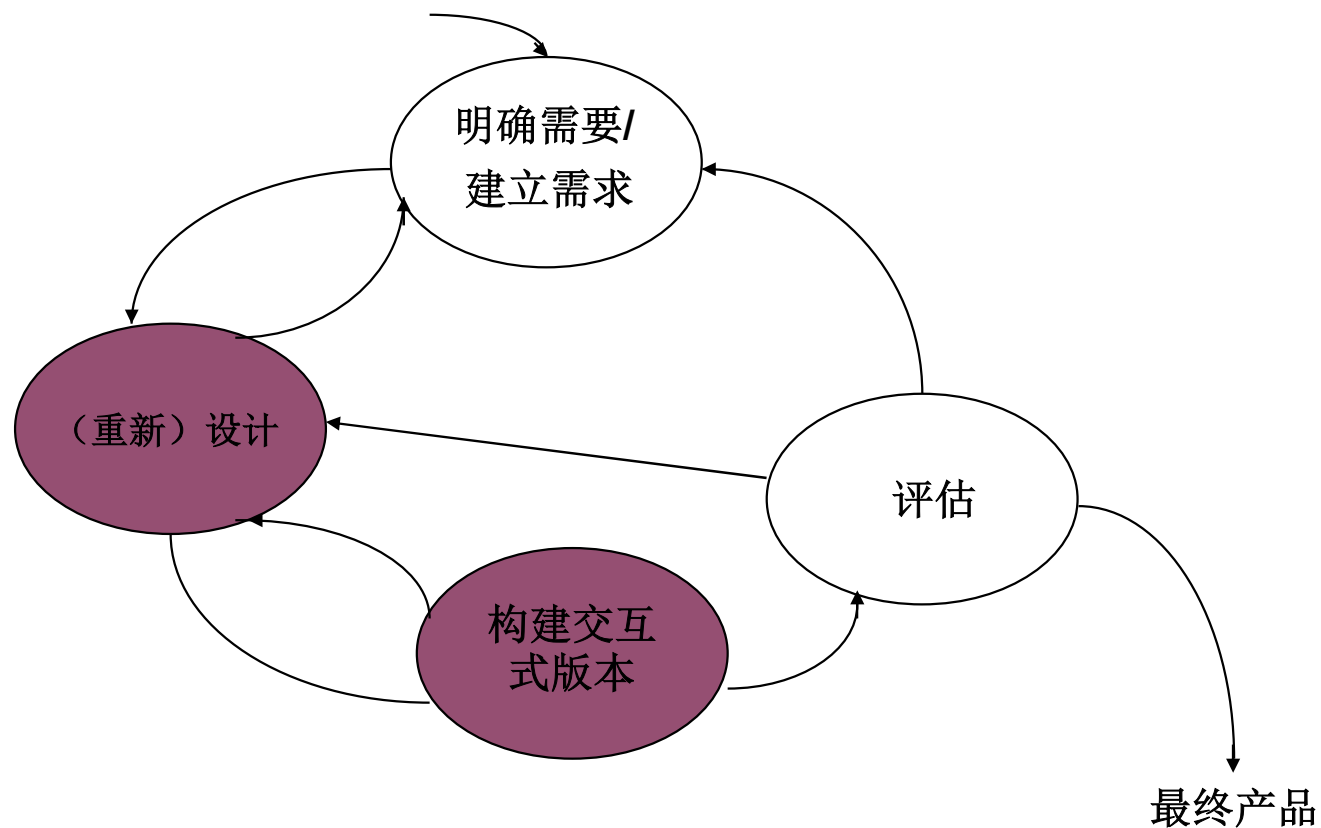 明确需要/
建立需求
（重新）设计
评估
构建交互
式版本
最终产品